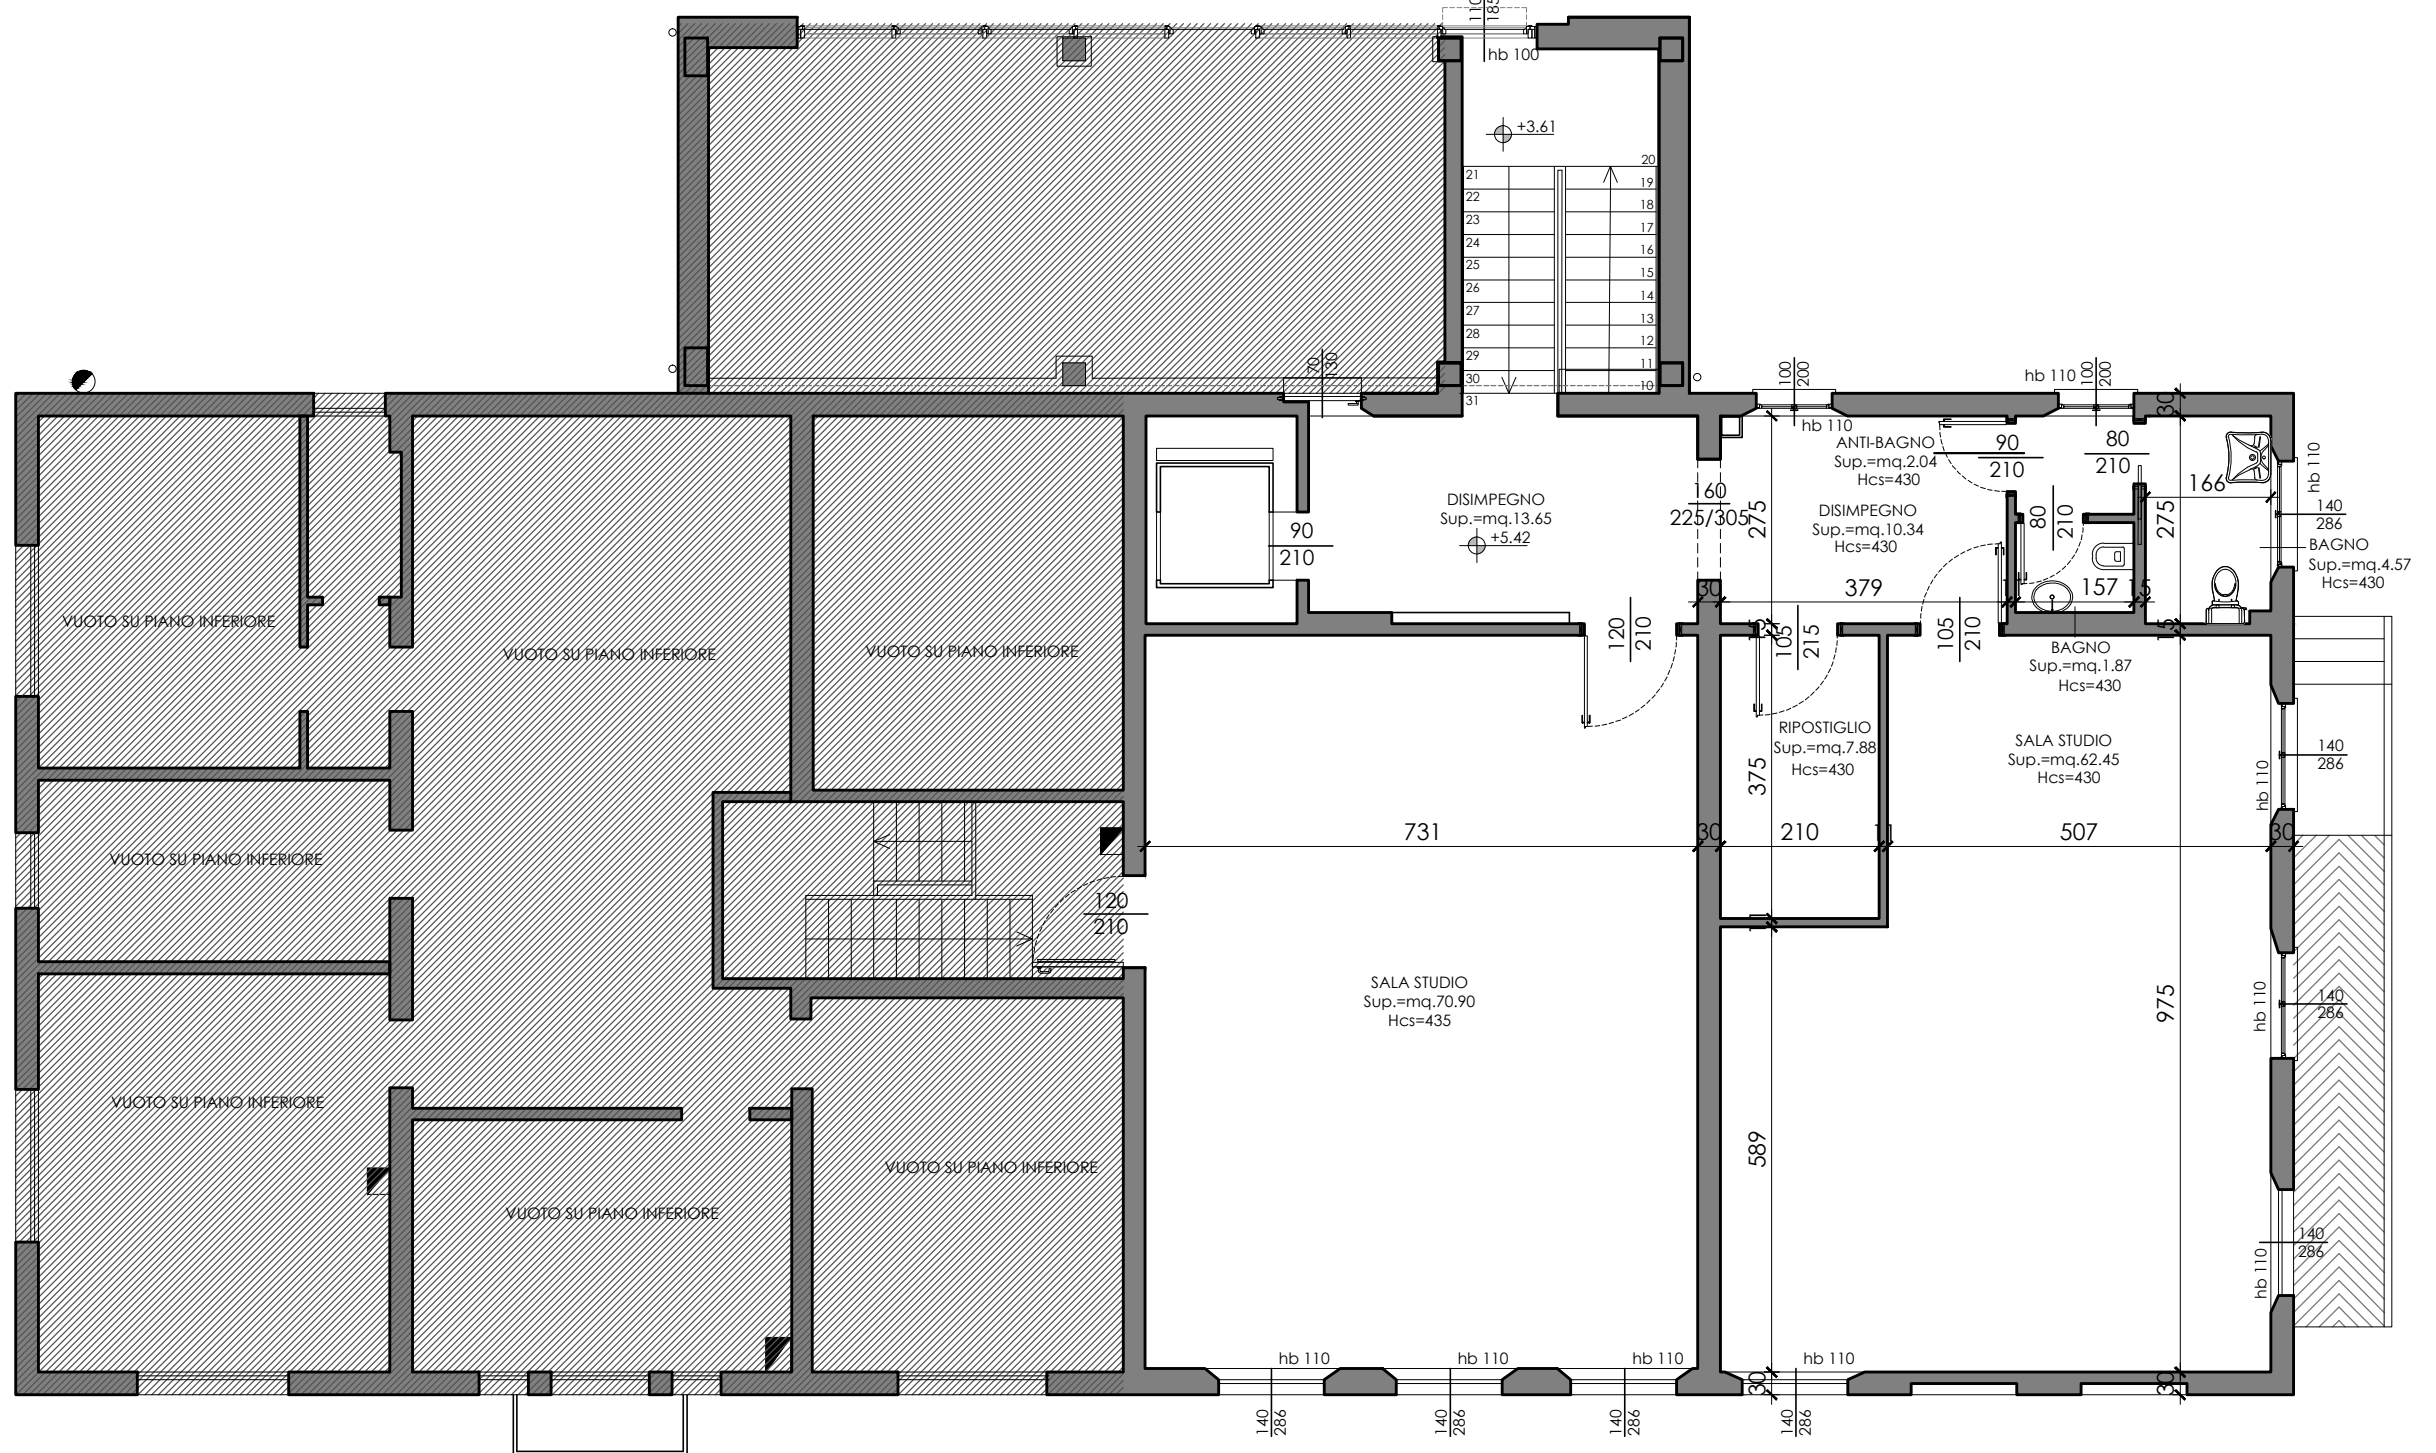 110
185
hb 100
+3.61
20
21
19
22
18
23
17
24
16
25
15
26
14
27
13
28
12
29
11
30
10
31
70
130
100
200
hb 110
hb 110
100
200
30
ANTI-BAGNO
Sup.=mq.2.04
Hcs=430
90
210
80
210
hb 110
166
140
286
BAGNO
Sup.=mq.4.57
Hcs=430
DISIMPEGNO
Sup.=mq.13.65
+5.42
160
225/305
275
DISIMPEGNO
Sup.=mq.10.34
Hcs=430
80
210
275
90
210
30
379
157
15
120
210
15
105
215
105
210
15
BAGNO
Sup.=mq.1.87
Hcs=430
VUOTO SU PIANO INFERIORE
VUOTO SU PIANO INFERIORE
VUOTO SU PIANO INFERIORE
RIPOSTIGLIO
Sup.=mq.7.88
Hcs=430
375
SALA STUDIO
Sup.=mq.62.45
Hcs=430
140
286
hb 110
731
30
210
11
507
30
VUOTO SU PIANO INFERIORE
120
210
SALA STUDIO
Sup.=mq.70.90
Hcs=435
975
hb 110
140
286
VUOTO SU PIANO INFERIORE
589
VUOTO SU PIANO INFERIORE
VUOTO SU PIANO INFERIORE
140
286
hb 110
hb 110
hb 110
hb 110
hb 110
30
30
140
286
140
286
140
286
140
286